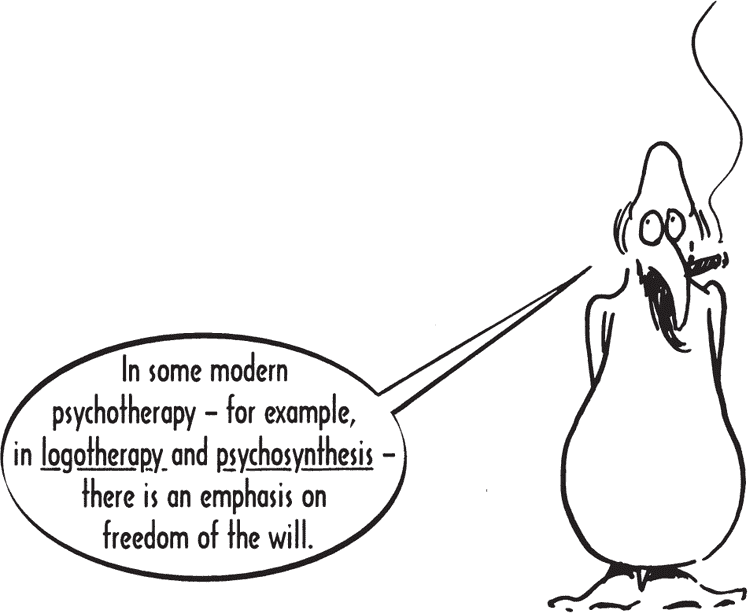 In some modern
psychotherapy – for example,
in logotherapy and psychosynthesis –
there is an emphasis on
freedom of the will.